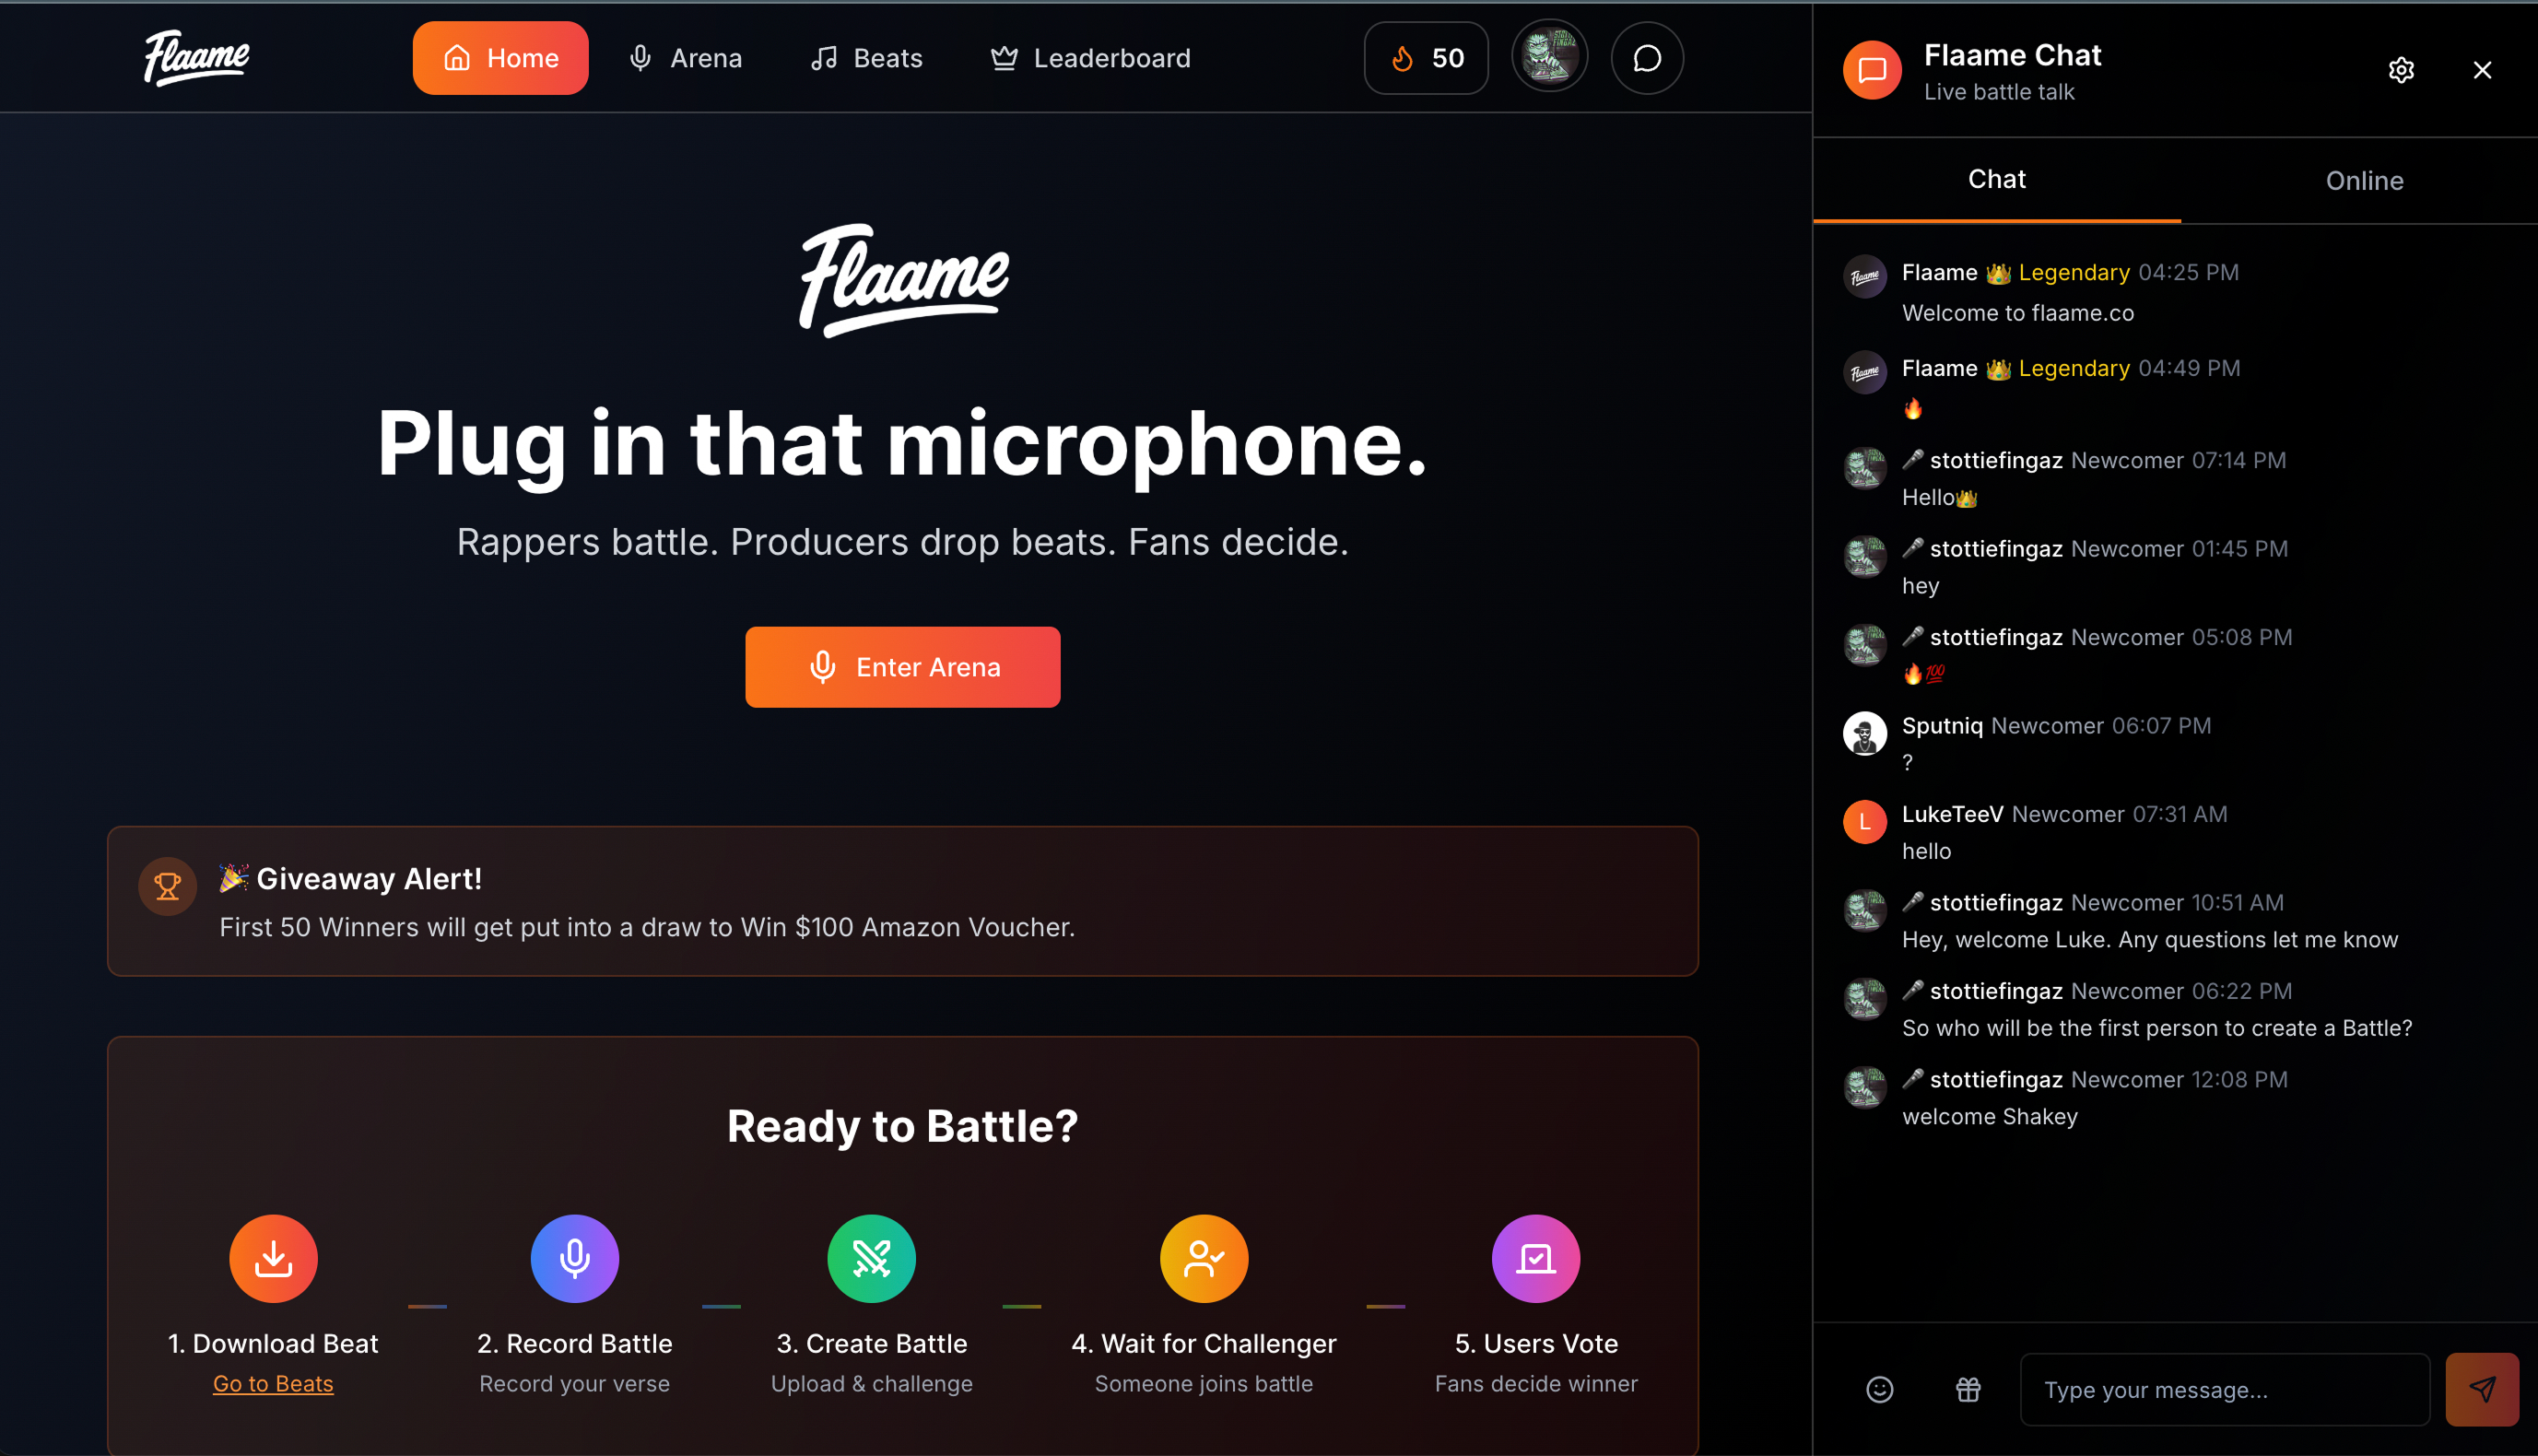 Flaame
Home
Arena
Beats
Leaderboard
50
Flaame
Plug in that microphone.
Rappers battle. Producers drop beats. Fans decide.
Enter Arena
🎉 Giveaway Alert!
First 50 Winners will get put into a draw to Win $100 Amazon Voucher.
Ready to Battle?
1. Download Beat
Go to Beats
2. Record Battle
Record your verse
3. Create Battle
Upload & challenge
4. Wait for Challenger
Someone joins battle
5. Users Vote
Fans decide winner
Flaame Chat
Live battle talk
Chat
Online
Flaame 👑 Legendary 04:25 PM
Welcome to flaame.co
Flaame 👑 Legendary 04:49 PM
🔥
🎤 stottiefingaz Newcomer 07:14 PM
Hello👑
🎤 stottiefingaz Newcomer 01:45 PM
hey
🎤 stottiefingaz Newcomer 05:08 PM
🔥💯
Sputniq Newcomer 06:07 PM
?
L
LukeTeeV Newcomer 07:31 AM
hello
🎤 stottiefingaz Newcomer 10:51 AM
Hey, welcome Luke. Any questions let me know
🎤 stottiefingaz Newcomer 06:22 PM
So who will be the first person to create a Battle?
🎤 stottiefingaz Newcomer 12:08 PM
welcome Shakey
Type your message...